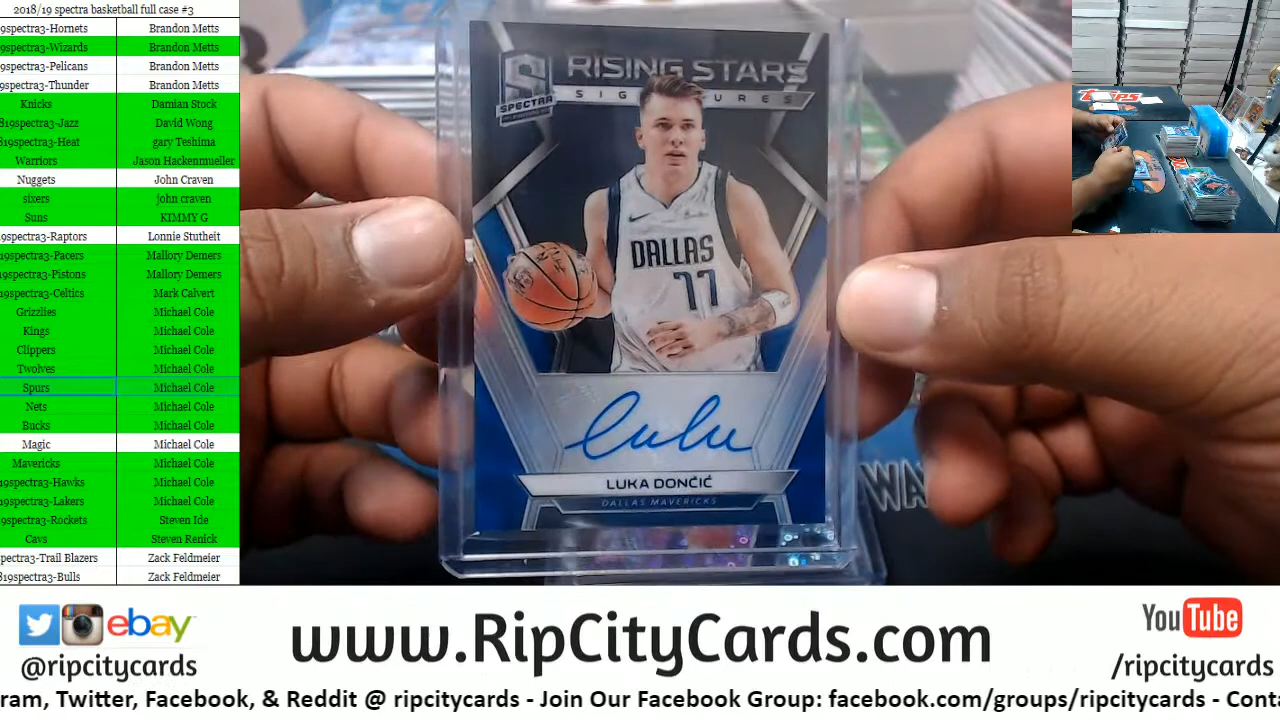 2018/19 spectra basketball full case #3
9spectra3-Hornets Brandon Metts
9spectra3-Wizards Brandon Metts
9spectra3-Pelicans Brandon Metts
9spectra3-Thunder Brandon Metts
Knicks Damian Stock
819spectra3-Jazz David Wong
819spectra3-Heat gary Teshima
Warriors Jason Hackenmueller
Nuggets John Craven
sixers john craven
Suns KIMMY G
9spectra3-Raptors Lonnie Stutheit
19spectra3-Pacers Mallory Demers
19spectra3-Pistons Mallory Demers
19spectra3-Celtics Mark Calvert
Grizzlies Michael Cole
Kings Michael Cole
Clippers Michael Cole
Twolves Michael Cole
Spurs Michael Cole
Nets Michael Cole
Bucks Michael Cole
Magic Michael Cole
Mavericks Michael Cole
19spectra3-Hawks Michael Cole
19spectra3-Lakers Michael Cole
9spectra3-Rockets Steven Ide
Cavs Steven Renick
pectra3-Trail Blazers Zack Feldmeier
819spectra3-Bulls Zack Feldmeier
RISING STARS
SIGNATURES
S
SPECTRA
DALLAS
77
LUKA DONČIĆ
DALLAS MAVERICKS
WA
Topps
ebay
@ripcitycards
www.RipCityCards.com
YouTube
/ripcitycards
ram, Twitter, Facebook, & Reddit @ ripcitycards - Join Our Facebook Group: facebook.com/groups/ripcitycards - Conta